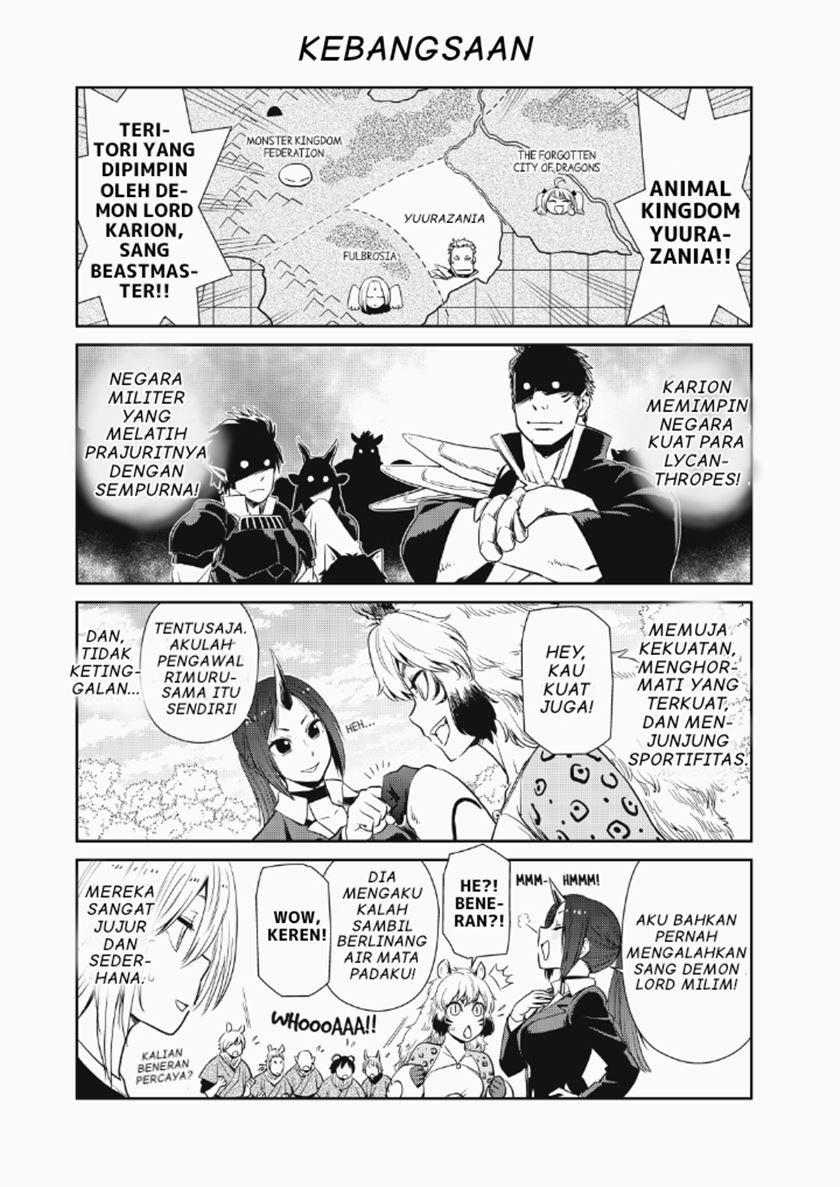 KEBANGSAAN
ANIMAL
KINGDOM
YUURA-
ZANIA!!
TERI-
TORI YANG
DIPIMPIN
OLEH DE-
MON LORD
KARION,
SANG
BEASTMAS-
TER!!
MONSTER KINGDOM
FEDERATION
THE FORGOTTEN
CITY OF DRAGONS
YUURAZANIA
FULBROSIA
KARION
MEMIMPIN
NEGARA
KUAT PARA
LYCAN-
THROPES!
NEGARA
MILITER
YANG
MELATIH
PRAJURITNYA
DENGAN
SEMPURNA!
MEMUJA
KEKUATAN,
MENGHOR-
MATI YANG
TERKUAT,
DAN MEN-
JUNJUNG
SPORTIFITAS.
HEY,
KAU
KUAT
JUGA!
HEH...
TENTUSAJA.
AKULAH
PENGAWAL
RIMURU-
SAMA ITU
SENDIRI!
DAN,
TIDAK
KETING-
GALAN...
AKU BAHKAN
PERNAH
MENGALAHKAN
SANG DEMON
LORD MILIM!
MMM- HMMM!
HE?!
BENE-
RAN?!
DIA
MENGAKU
KALAH
SAMBIL
BERLINANG
AIR MATA
PADAKU!
WOW,
KEREN!
WHOOOAAA!!
MEREKA
SANGAT
JUJUR
DAN
SEDER-
HANA.
KALIAN
BENERAN
PERCAYA?